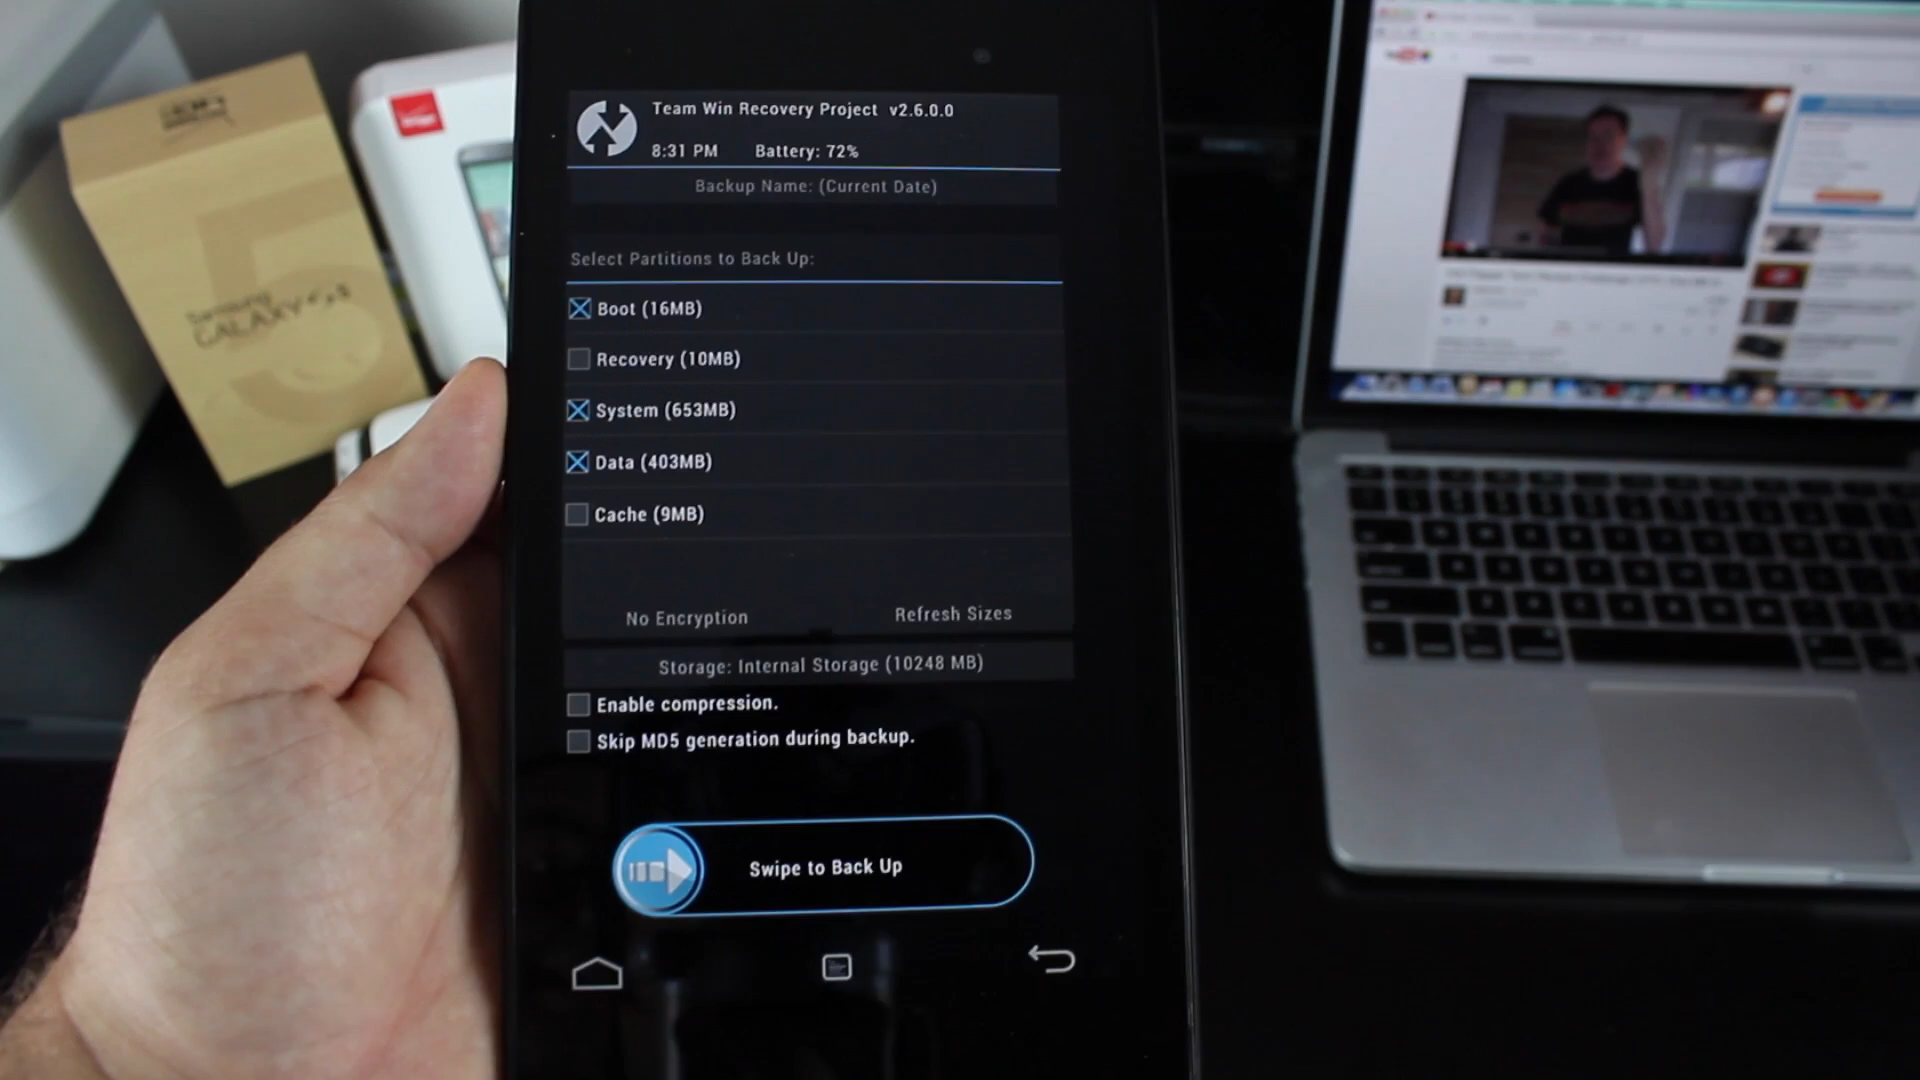 Team Win Recovery Project v2.6.0.0
8:31 PM Battery: 72%
Backup Name: (Current Date)
Select Partitions to Back Up:
Boot (16MB)
Recovery (10MB)
System (653MB)
Data (403MB)
Cache (9MB)
No Encryption Refresh Sizes
Storage: Internal Storage (10248 MB)
Enable compression.
Skip MD5 generation during backup.
Swipe to Back Up
Samsung
GALAXY S
5